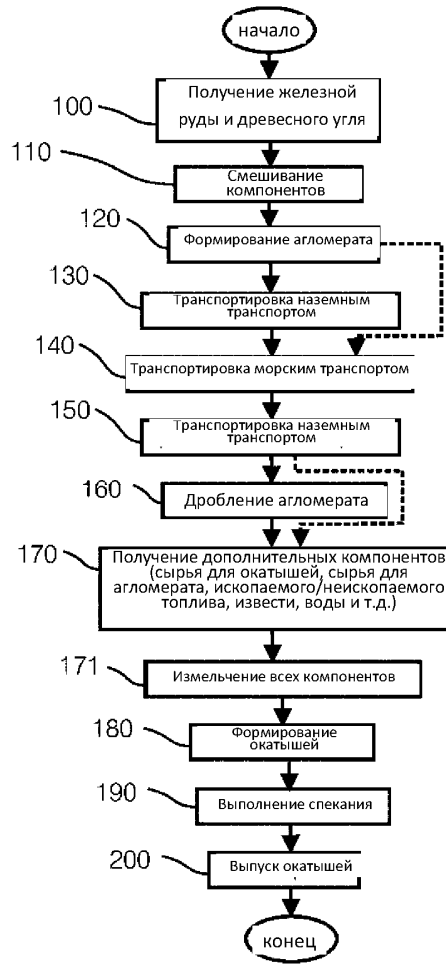 начало
100
Получение железной
руды и древесного угля
110
Смешивание
компонентов
120
Формирование агломерата
130
Транспортировка наземным
транспортом
140
Транспортировка морским транспортом
150
Транспортировка наземным
транспортом
160
Дробление агломерата
170
Получение дополнительных компонентов
(сырья для окатышей, сырья для
агломерата, ископаемого/неископаемого
топлива, извести, воды и т.д.)
171
Измельчение всех компонентов
180
Формирование
окатышей
190
Выполнение спекания
200
Выпуск окатышей
конец